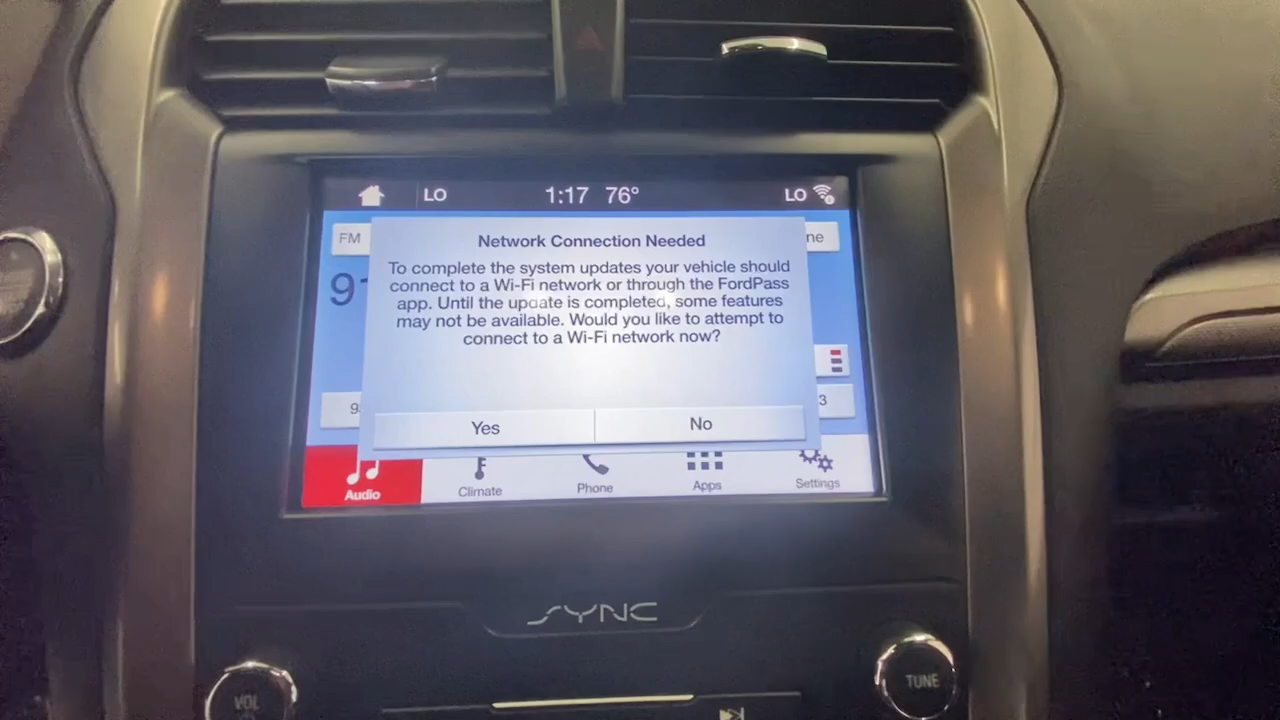 LO 1:17 76° LO
FM
Network Connection Needed
To complete the system updates your vehicle should
connect to a Wi-Fi network or through the FordPass
app. Until the update is completed, some features
may not be available. Would you like to attempt to
connect to a Wi-Fi network now?
Yes No
Audio Climate Phone Apps Settings
SYNC
VOL TUNE